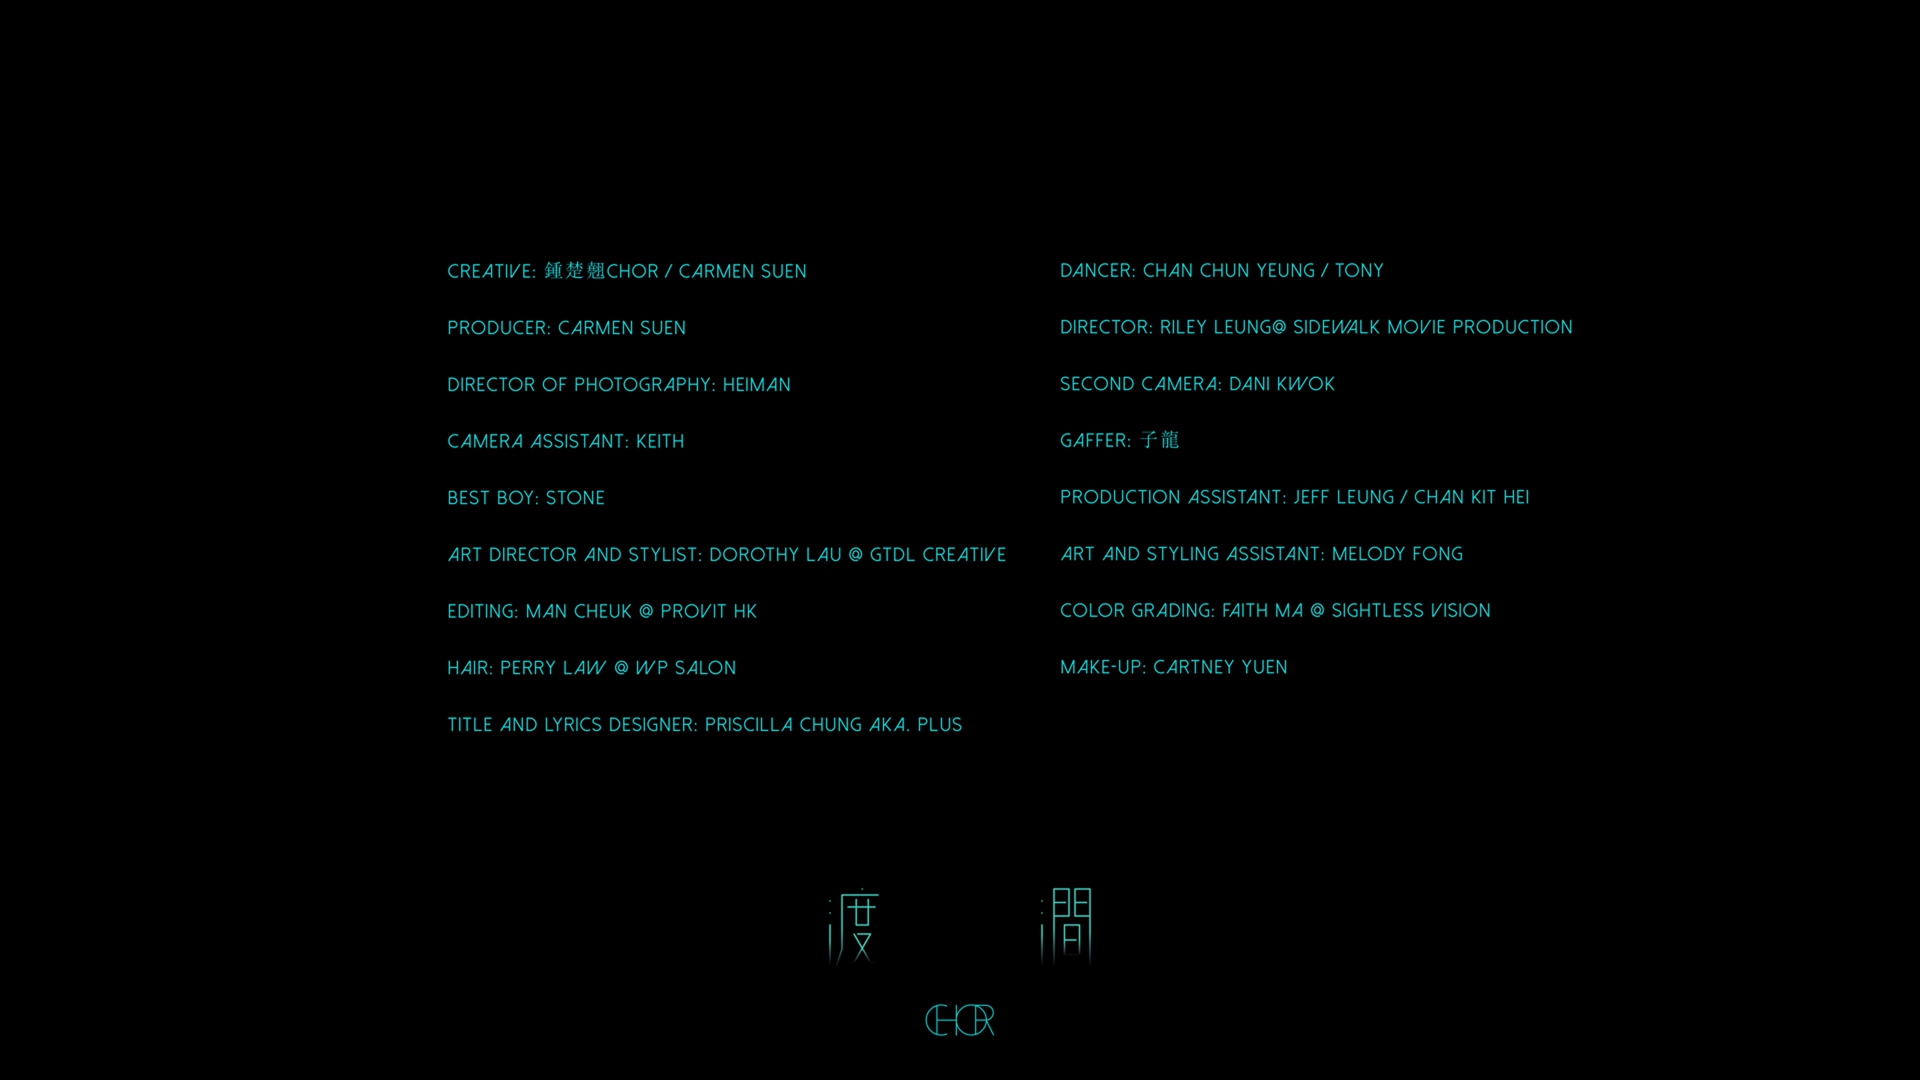 CREATIVE: 鍾楚翹CHOR / CARMEN SUEN
PRODUCER: CARMEN SUEN
DIRECTOR OF PHOTOGRAPHY: HEIMAN
CAMERA ASSISTANT: KEITH
BEST BOY: STONE
ART DIRECTOR AND STYLIST: DOROTHY LAU @ GTDL CREATIVE
EDITING: MAN CHEUK @ PROVIT HK
HAIR: PERRY LAW @ WP SALON
TITLE AND LYRICS DESIGNER: PRISCILLA CHUNG AKA. PLUS
DANCER: CHAN CHUN YEUNG / TONY
DIRECTOR: RILEY LEUNG@ SIDEWALK MOVIE PRODUCTION
SECOND CAMERA: DANI KWOK
GAFFER: 子龍
PRODUCTION ASSISTANT: JEFF LEUNG / CHAN KIT HEI
ART AND STYLING ASSISTANT: MELODY FONG
COLOR GRADING: FAITH MA @ SIGHTLESS VISION
MAKE-UP: CARTNEY YUEN
渡 澗
CHOR